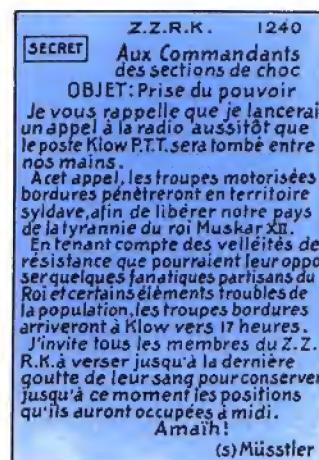 Z.Z.R.K. 1240
SECRET
Aux Commandants
des sections de choc
OBJET: Prise du pouvoir
Je vous rappelle que je lancerai
un appel à la radio aussitôt que
le poste Klow P.T.T. sera tombé entre
nos mains.
A cet appel, les troupes motorisées
bordures pénètreront en territoire
syldave, afin de libérer notre pays
de la tyrannie du roi Muskar XII.
En tenant compte des velléités de
résistance que pourraient leur oppo
ser quelques fanatiques partisans du
Roi et certains éléments troubles de
la population, les troupes bordures
arriveront à Klow vers 17 heures.
J'invite tous les membres du Z.Z.
R.K. à verser jusqu'à la dernière
goutte de leur sang pour conserver
jusqu'à ce moment les positions
qu'ils auront occupées à midi.
Amaïh!
(s) Müsstler